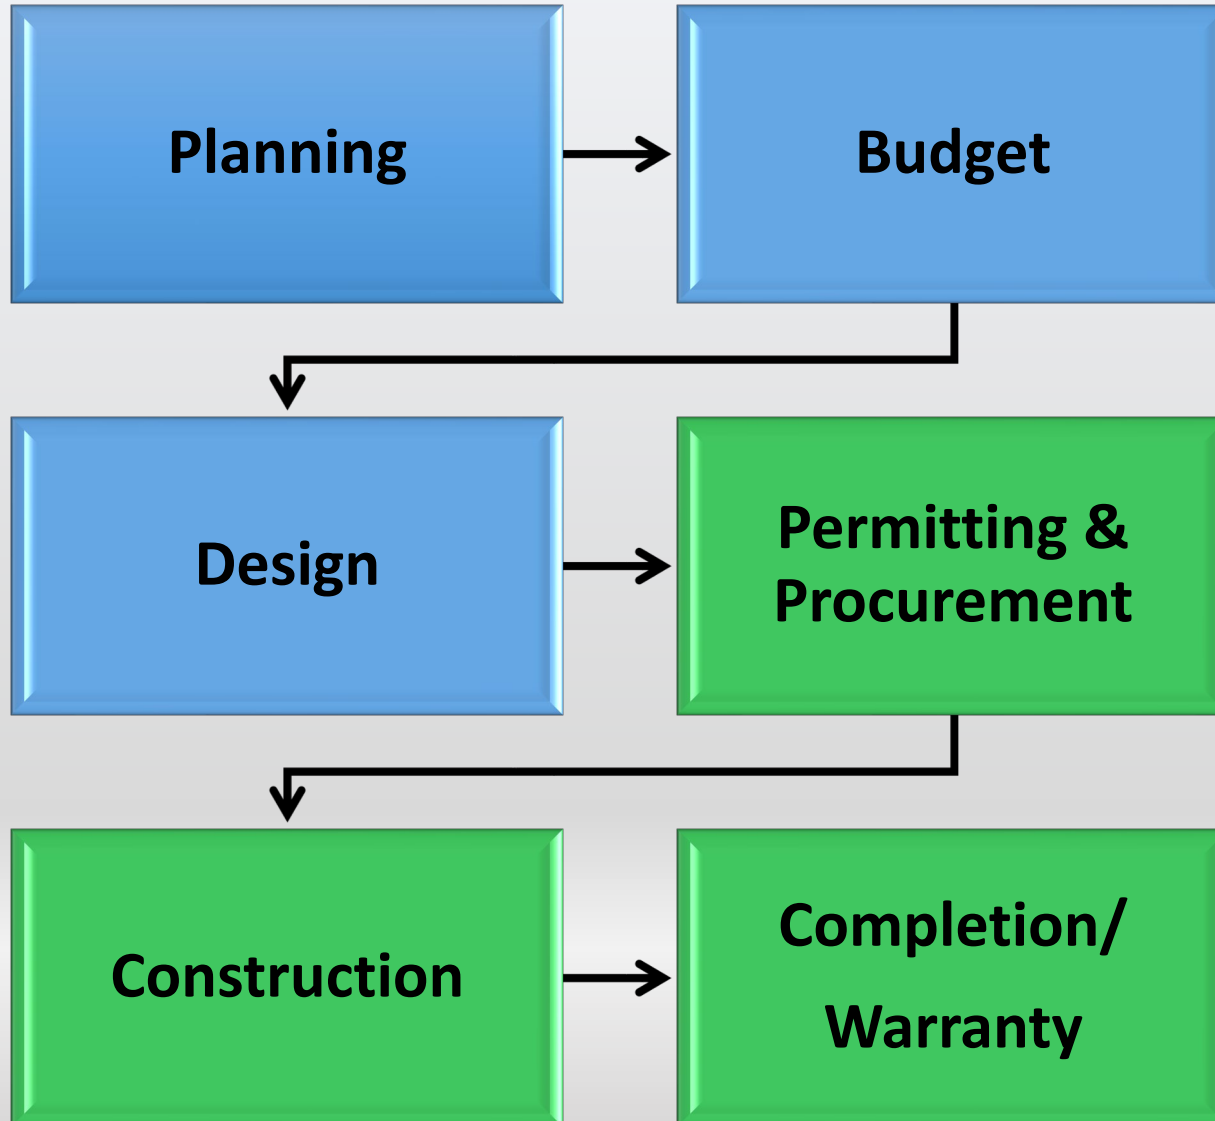 Planning
Budget
Design
Permitting &
Procurement
Construction
Completion/
Warranty